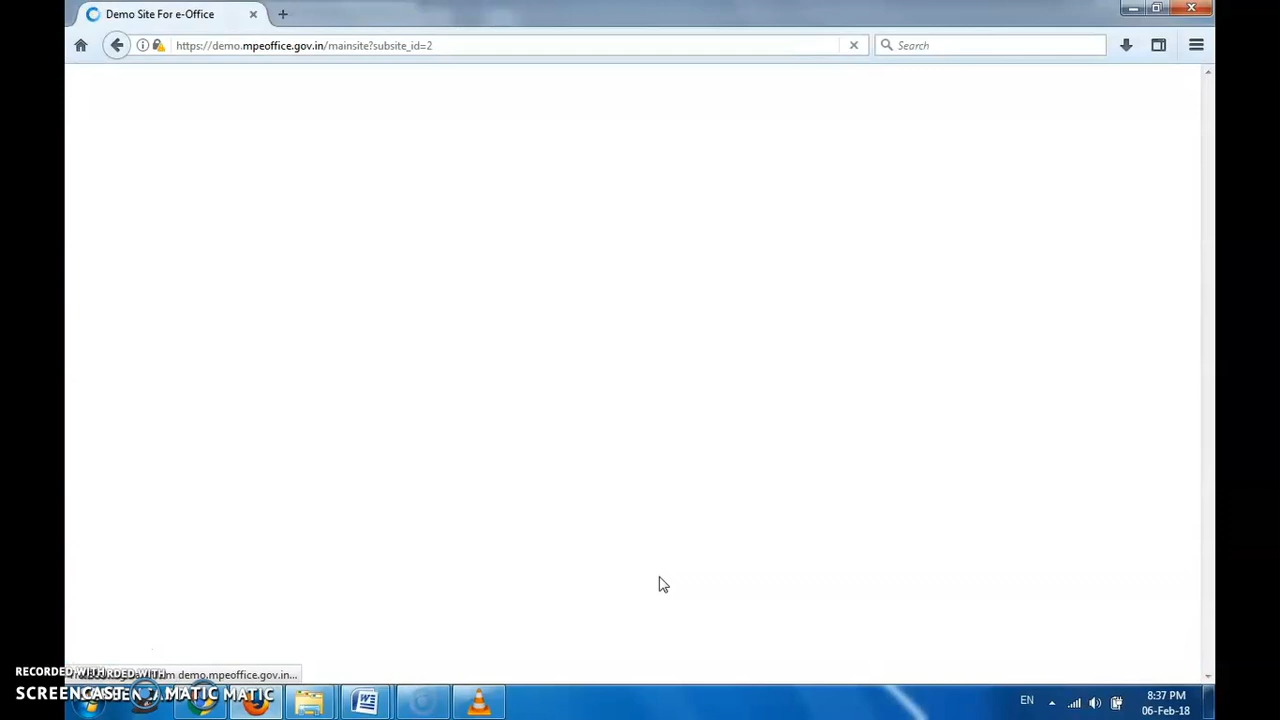 Demo Site For e-Office
https://demo.mpeoffice.gov.in/mainsite?subsite_id=2
Search
demo.mpeoffice.gov.in...
RECORDED WITH
SCREENCAST
MATIC
EN
8:37 PM
06-Feb-18